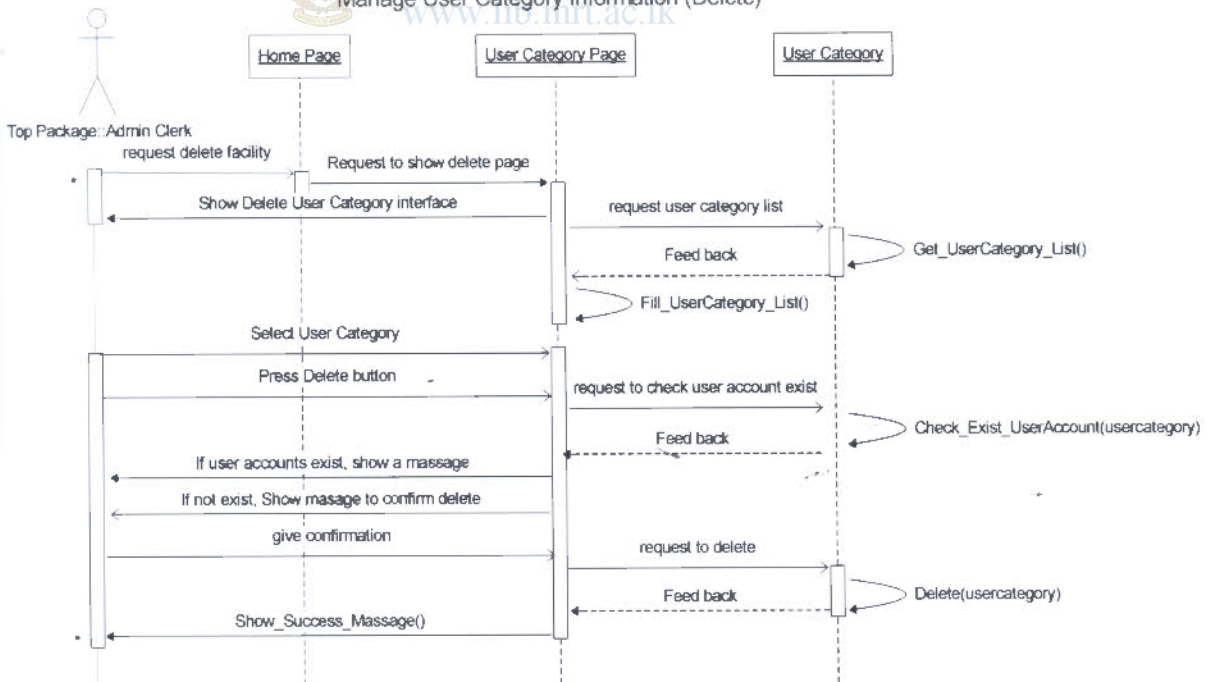 Manage User Category Information (Delete)
www.lib.mrt.ac.lk
Home Page
User Category Page
User Category
Top Package::Admin Clerk
request delete facility
Request to show delete page
Show Delete User Category interface
request user category list
Get_UserCategory_List()
Feed back
Fill_UserCategory_List()
Select User Category
Press Delete button
request to check user account exist
Check_Exist_UserAccount(usercategory)
Feed back
If user accounts exist, show a massage
If not exist, Show masage to confirm delete
give confirmation
request to delete
Delete(usercategory)
Feed back
Show_Success_Massage()